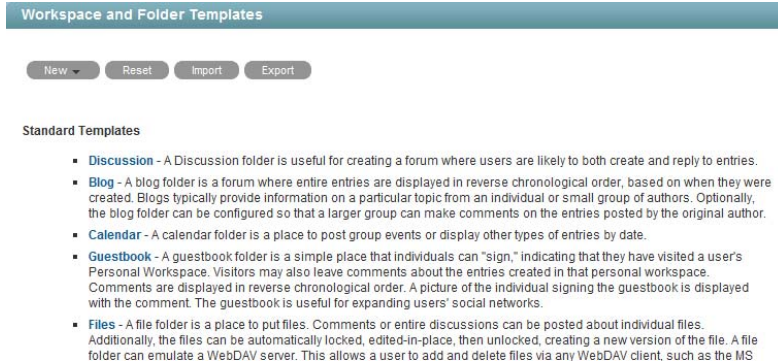 Workspace and Folder Templates
New Reset Import Export
Standard Templates
Discussion - A Discussion folder is useful for creating a forum where users are likely to both create and reply to entries.
Blog - A blog folder is a forum where entire entries are displayed in reverse chronological order, based on when they were
created. Blogs typically provide information on a particular topic from an individual or small group of authors. Optionally,
the blog folder can be configured so that a larger group can make comments on the entries posted by the original author.
Calendar - A calendar folder is a place to post group events or display other types of entries by date.
Guestbook - A guestbook folder is a simple place that individuals can "sign," indicating that they have visited a user's
Personal Workspace. Visitors may also leave comments about the entries created in that personal workspace.
Comments are displayed in reverse chronological order. A picture of the individual signing the guestbook is displayed
with the comment. The guestbook is useful for expanding users' social networks.
Files - A file folder is a place to put files. Comments or entire discussions can be posted about individual files.
Additionally, the files can be automatically locked, edited-in-place, then unlocked, creating a new version of the file. A file
folder can emulate a WebDAV server. This allows a user to add and delete files via any WebDAV client, such as the MS